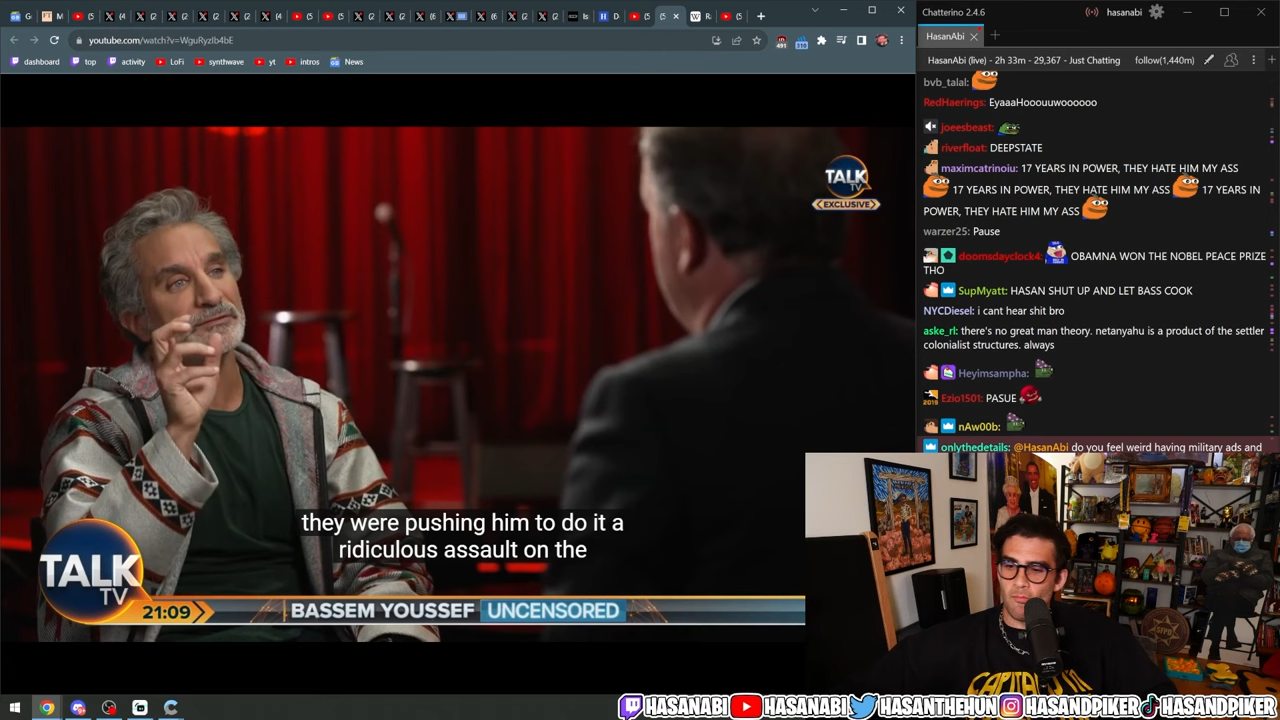 youtube.com/watch?v=WguRyzIb4bE
dashboard top activity LoFi synthwave yt intros News
TALK
TV
EXCLUSIVE
they were pushing him to do it a
ridiculous assault on the
TALK
TV
21:09
BASSEM YOUSSEF UNCENSORED
Chatterino 2.4.6
hasanabi
HasanAbi
HasanAbi (live) - 2h 33m - 29,367 - Just Chatting
follow(1,440m)
bvb_talal:
RedHaerings: EyaaaHooouuwoooooo
joeesbeast:
riverfloat: DEEPSTATE
maximcatrinoiu: 17 YEARS IN POWER, THEY HATE HIM MY ASS
17 YEARS IN POWER, THEY HATE HIM MY ASS 17 YEARS IN
POWER, THEY HATE HIM MY ASS
warzer25: Pause
doomsdayclock4: OBAMNA WON THE NOBEL PEACE PRIZE
THO
SupMyatt: HASAN SHUT UP AND LET BASS COOK
NYCDiesel: i cant hear shit bro
aske_rl: there's no great man theory. netanyahu is a product of the settler
colonialist structures. always
Heyimsampha:
Ezio1501: PASUE
nAw00b:
onlythedetails: @HasanAbi do you feel weird having military ads and
HASANABI HASANABI HASANTHEHUN HASANDPIKER HASANDPIKER